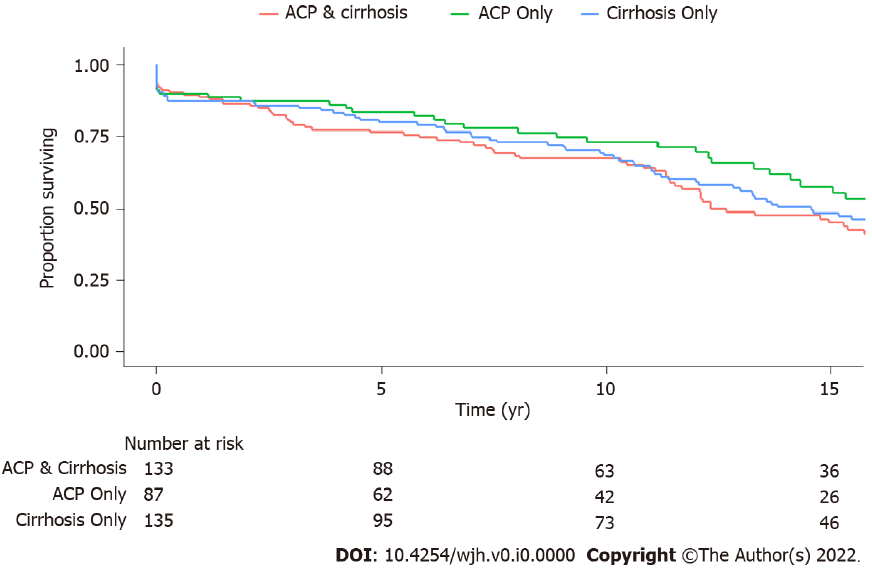 ACP & cirrhosis ACP Only Cirrhosis Only
1.00
0.75
0.50
0.25
0.00
Proportion surviving
0 5 10 15
Time (yr)
Number at risk
ACP & Cirrhosis 133 88 63 36
ACP Only 87 62 42 26
Cirrhosis Only 135 95 73 46
DOI: 10.4254/wjh.v0.i0.0000 Copyright ©The Author(s) 2022.